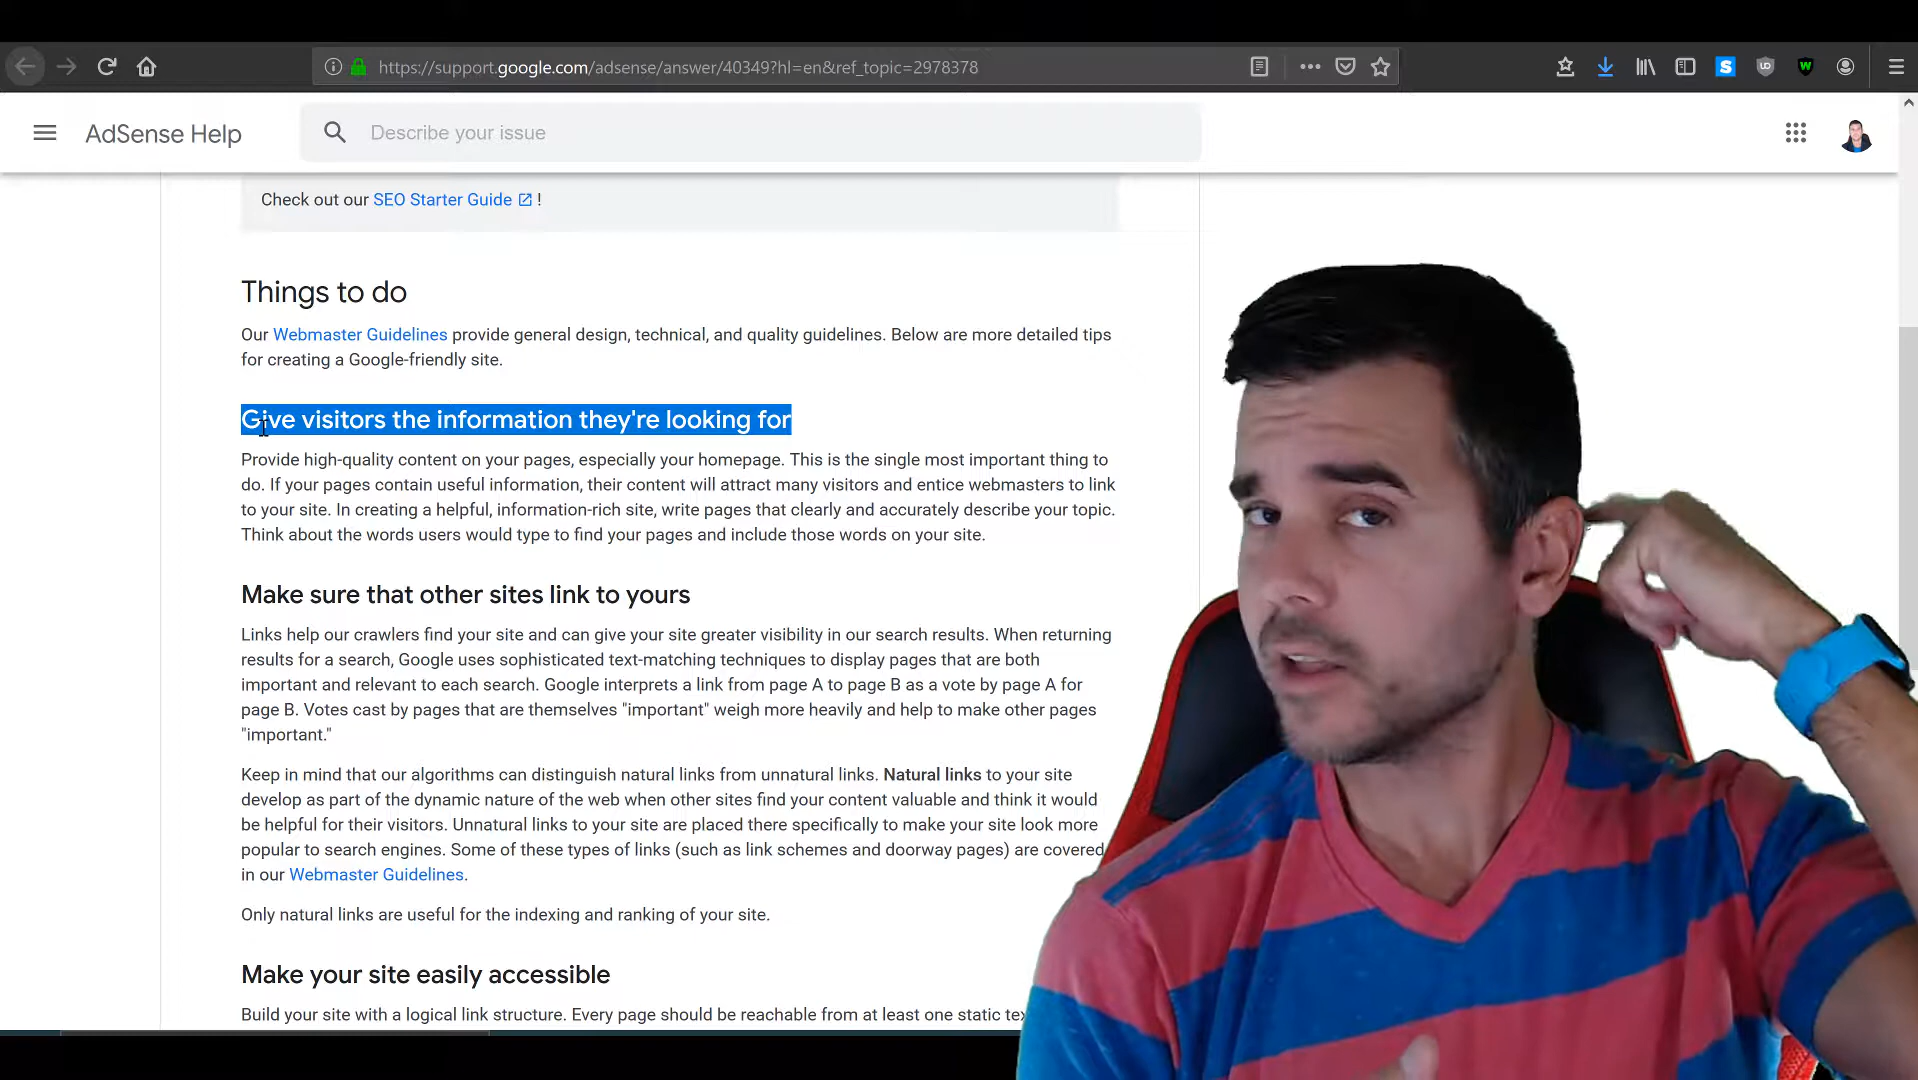 https://support.google.com/adsense/answer/40349?hl=en&ref_topic=2978378
AdSense Help
Describe your issue
Check out our SEO Starter Guide !
Things to do
Our Webmaster Guidelines provide general design, technical, and quality guidelines. Below are more detailed tips
for creating a Google-friendly site.
Give visitors the information they're looking for
Provide high-quality content on your pages, especially your homepage. This is the single most important thing to
do. If your pages contain useful information, their content will attract many visitors and entice webmasters to link
to your site. In creating a helpful, information-rich site, write pages that clearly and accurately describe your topic.
Think about the words users would type to find your pages and include those words on your site.
Make sure that other sites link to yours
Links help our crawlers find your site and can give your site greater visibility in our search results. When returning
results for a search, Google uses sophisticated text-matching techniques to display pages that are both
important and relevant to each search. Google interprets a link from page A to page B as a vote by page A for
page B. Votes cast by pages that are themselves "important" weigh more heavily and help to make other pages
"important."
Keep in mind that our algorithms can distinguish natural links from unnatural links. Natural links to your site
develop as part of the dynamic nature of the web when other sites find your content valuable and think it would
be helpful for their visitors. Unnatural links to your site are placed there specifically to make your site look more
popular to search engines. Some of these types of links (such as link schemes and doorway pages) are covered
in our Webmaster Guidelines.
Only natural links are useful for the indexing and ranking of your site.
Make your site easily accessible
Build your site with a logical link structure. Every page should be reachable from at least one static